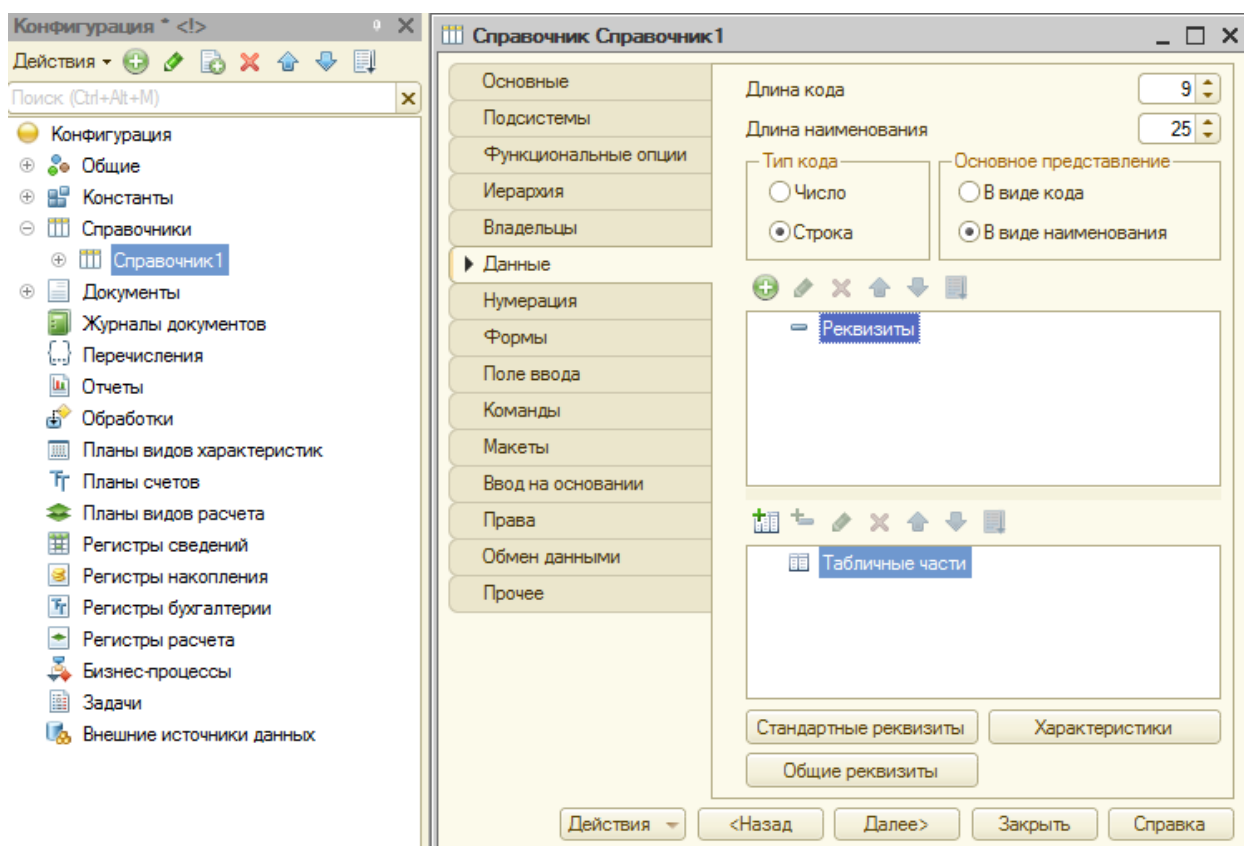 Конфигурация * <!>
Действия
Поиск (Ctrl+Alt+M)
Конфигурация
Общие
Константы
Справочники
Справочник1
Документы
Журналы документов
Перечисления
Отчеты
Обработки
Планы видов характеристик
Планы счетов
Планы видов расчета
Регистры сведений
Регистры накопления
Регистры бухгалтерии
Регистры расчета
Бизнес-процессы
Задачи
Внешние источники данных
Справочник Справочник1
Основные
Подсистемы
Функциональные опции
Иерархия
Владельцы
Данные
Нумерация
Формы
Поле ввода
Команды
Макеты
Ввод на основании
Права
Обмен данными
Прочее
Длина кода 9
Длина наименования 25
Тип кода
Число
Строка
Основное представление
В виде кода
В виде наименования
Реквизиты
Табличные части
Стандартные реквизиты Характеристики
Общие реквизиты
Действия <Назад Далее> Закрыть Справка